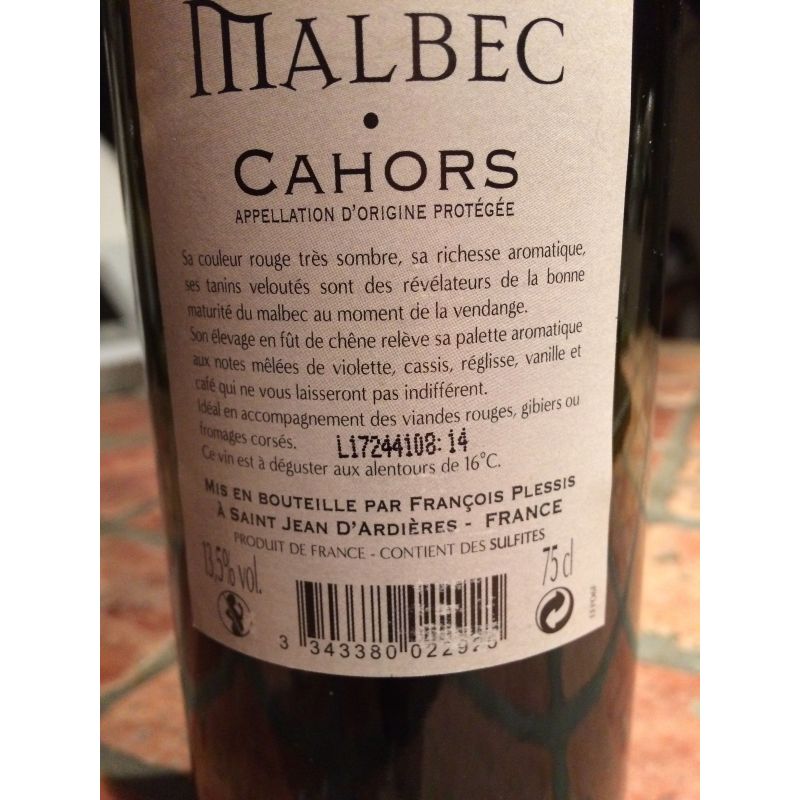 MALBEC
•
CAHORS
APPELLATION D'ORIGINE PROTÉGÉE
Sa couleur rouge très sombre, sa richesse aromatique,
ses tanins veloutés sont des révélateurs de la bonne
maturité du malbec au moment de la vendange.
Son élevage en fût de chêne relève sa palette aromatique
aux notes mêlées de violette, cassis, réglisse, vanille et
café qui ne vous laisseront pas indifférent.
Idéal en accompagnement des viandes rouges, gibiers ou
fromages corsés. L17244108:14
Ce vin est à déguster aux alentours de 16°C.
MIS EN BOUTEILLE PAR FRANÇOIS PLESSIS
À SAINT JEAN D'ARDIÈRES - FRANCE
PRODUIT DE FRANCE - CONTIENT DES SULFITES
13,5% vol. 75 cl
3 343380